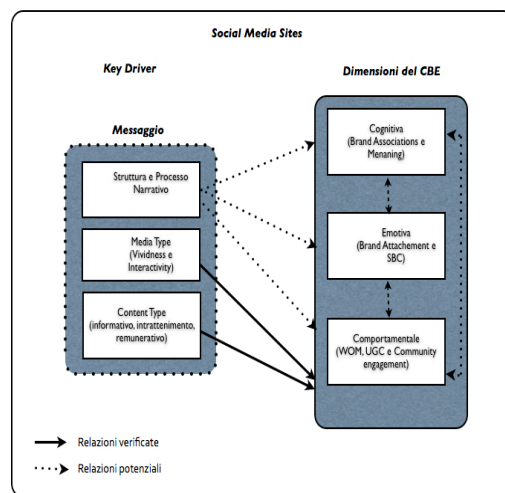 Social Media Sites
Key Driver
Dimensioni del CBE
Messaggio
Struttura e Processo
Narrativo
Media Type
(Vividness e
Interactivity)
Content Type
(informativo, intrattenimento,
remunerativo)
Cognitiva
(Brand Associations e
Menaning)
Emotiva
(Brand Attachement e
SBC)
Comportamentale
(WOM, UGC e Community
engagement)
Relazioni verificate
Relazioni potenziali